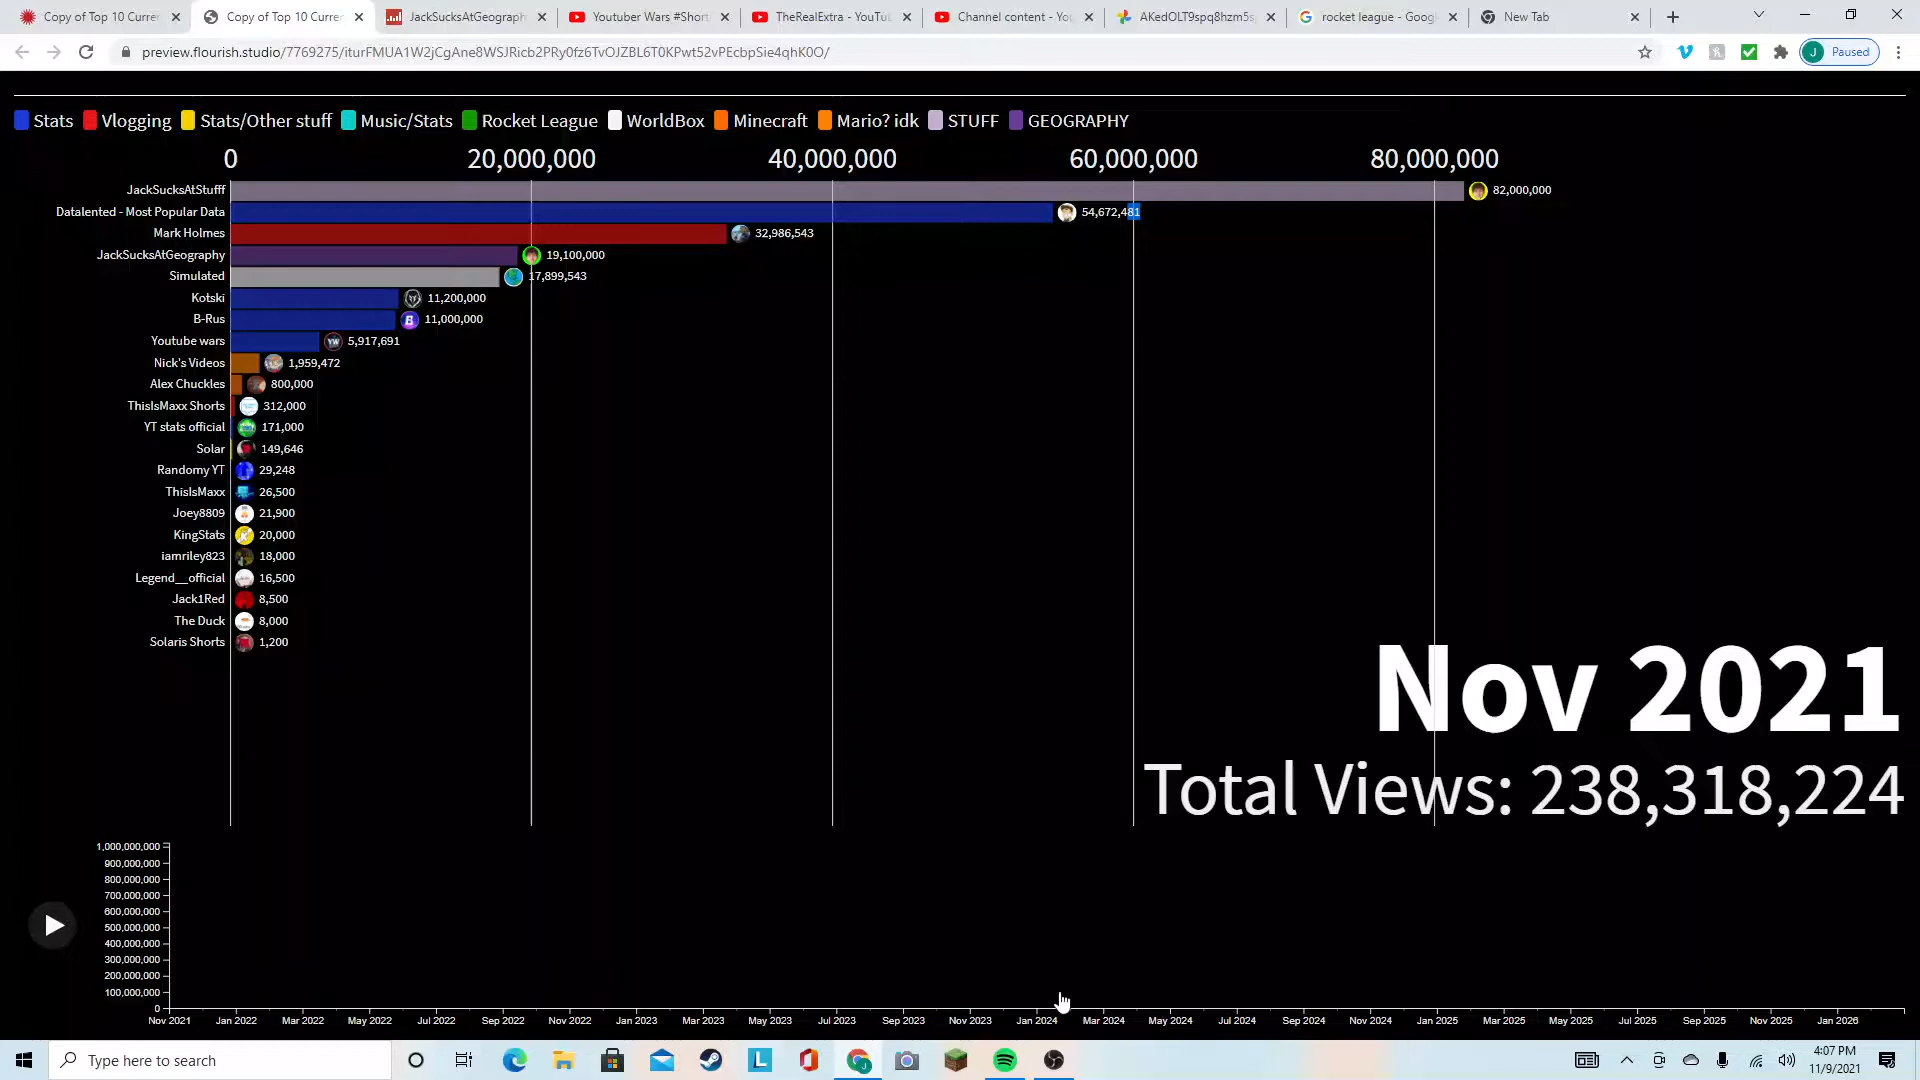 Copy of Top 10 Currer
Copy of Top 10 Currer
JackSucksAtGeograph
Youtuber Wars #Short
TheRealExtra - YouTu
Channel content - Yo
AKedOLT9spq8hzm5s
rocket league - Goog
New Tab
preview.flourish.studio/7769275/iturFMUA1W2jCgAne8WSJRicb2PRy0fz6TvOJZBL6T0KPwt52vPEcbpSie4qhK0O/
J Paused
Stats Vlogging Stats/Other stuff Music/Stats Rocket League WorldBox Minecraft Mario? idk STUFF GEOGRAPHY
0 20,000,000 40,000,000 60,000,000 80,000,000
JackSucksAtStufff 82,000,000
Datalented - Most Popular Data 54,672,481
Mark Holmes 32,986,543
JackSucksAtGeography 19,100,000
Simulated 17,899,543
Kotski 11,200,000
B-Rus B 11,000,000
Youtube wars YW 5,917,691
Nick's Videos 1,959,472
Alex Chuckles 800,000
ThisIsMaxx Shorts 312,000
YT stats official 171,000
Solar 149,646
Randomy YT 29,248
ThisIsMaxx 26,500
Joey8809 21,900
KingStats 20,000
iamriley823 18,000
Legend__official 16,500
Jack1Red 8,500
The Duck 8,000
Solaris Shorts 1,200
Nov 2021
Total Views: 238,318,224
1,000,000,000
900,000,000
800,000,000
700,000,000
600,000,000
500,000,000
400,000,000
300,000,000
200,000,000
100,000,000
0
Nov 2021 Jan 2022 Mar 2022 May 2022 Jul 2022 Sep 2022 Nov 2022 Jan 2023 Mar 2023 May 2023 Jul 2023 Sep 2023 Nov 2023 Jan 2024 Mar 2024 May 2024 Jul 2024 Sep 2024 Nov 2024 Jan 2025 Mar 2025 May 2025 Jul 2025 Sep 2025 Nov 2025 Jan 2026
Type here to search
L
4:07 PM
11/9/2021